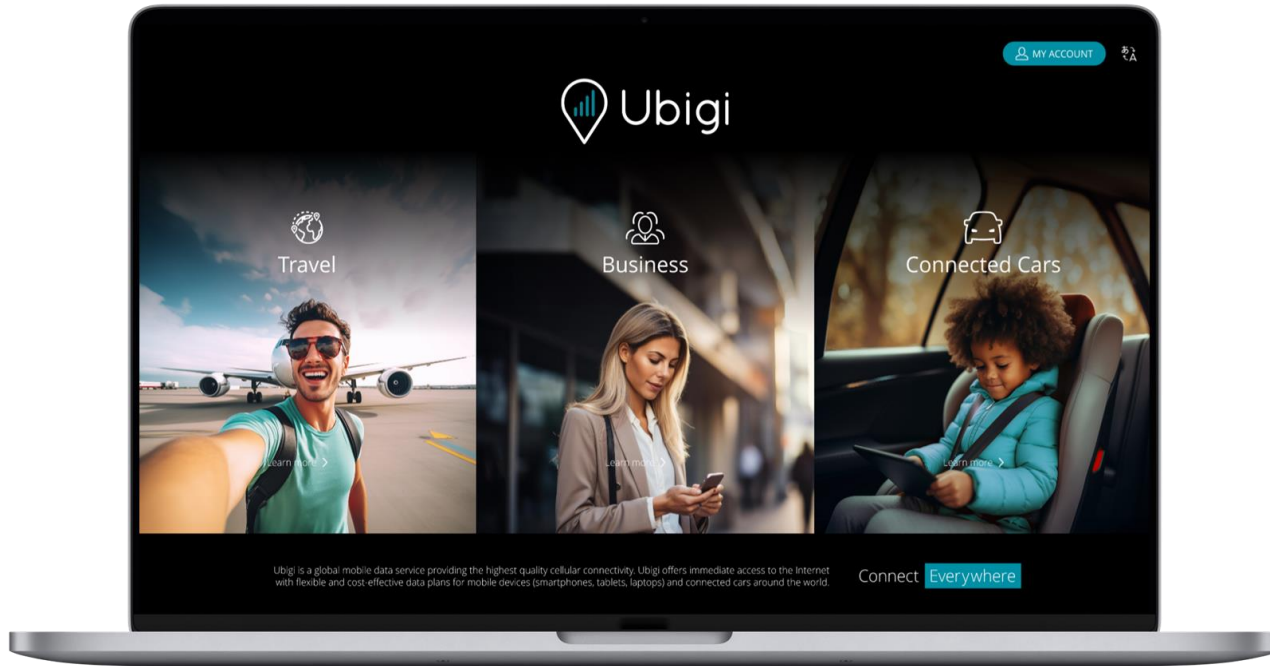 MY ACCOUNT
あ A
Ubigi
Travel
Business
Connected Cars
Learn more
Learn more
Learn more
Ubigi is a global mobile data service providing the highest quality cellular connectivity. Ubigi offers immediate access to the Internet
with flexible and cost-effective data plans for mobile devices (smartphones, tablets, laptops) and connected cars around the world.
Connect Everywhere